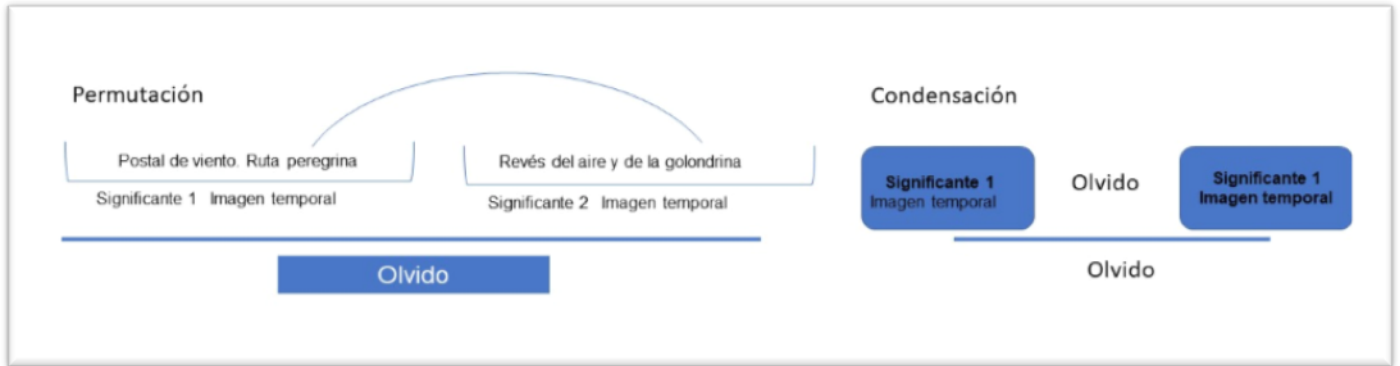 Permutación
Postal de viento. Ruta peregrina
Significante 1 Imagen temporal
Revés del aire y de la golondrina
Significante 2 Imagen temporal
Olvido
Condensación
Significante 1
Imagen temporal
Olvido
Significante 1
Imagen temporal
Olvido